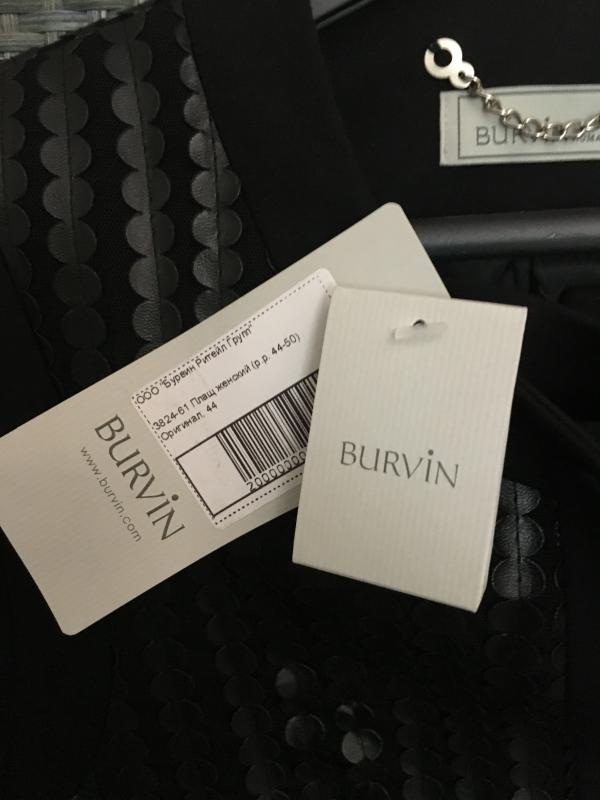 BURVIN
ООО "Бурвин Ритейл Групп"
3824-61 Плащ женский (р.р. 44-50)
Оригинал, 44
BURVIN
www.burvin.com
BURVIN